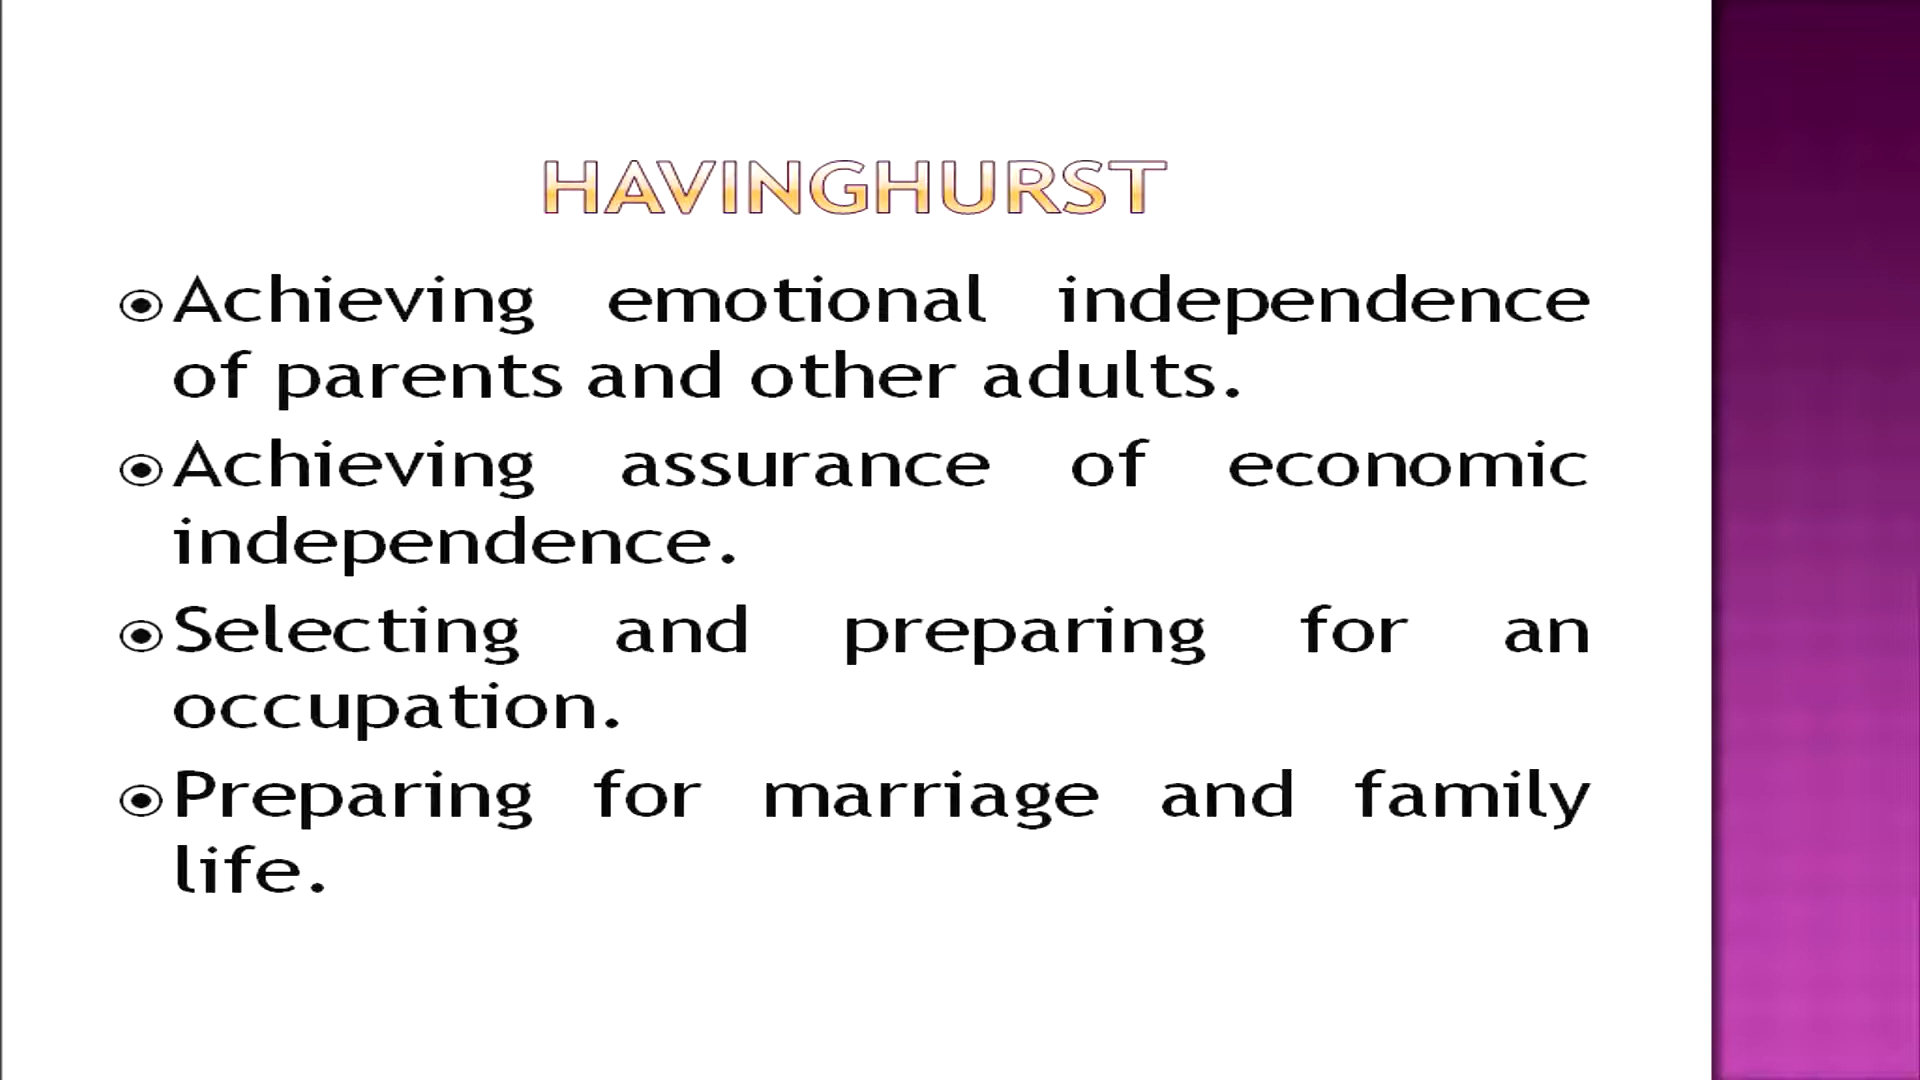 HAVINGHURST
Achieving emotional independence
of parents and other adults.
Achieving assurance of economic
independence.
Selecting and preparing for an
occupation.
Preparing for marriage and family
life.